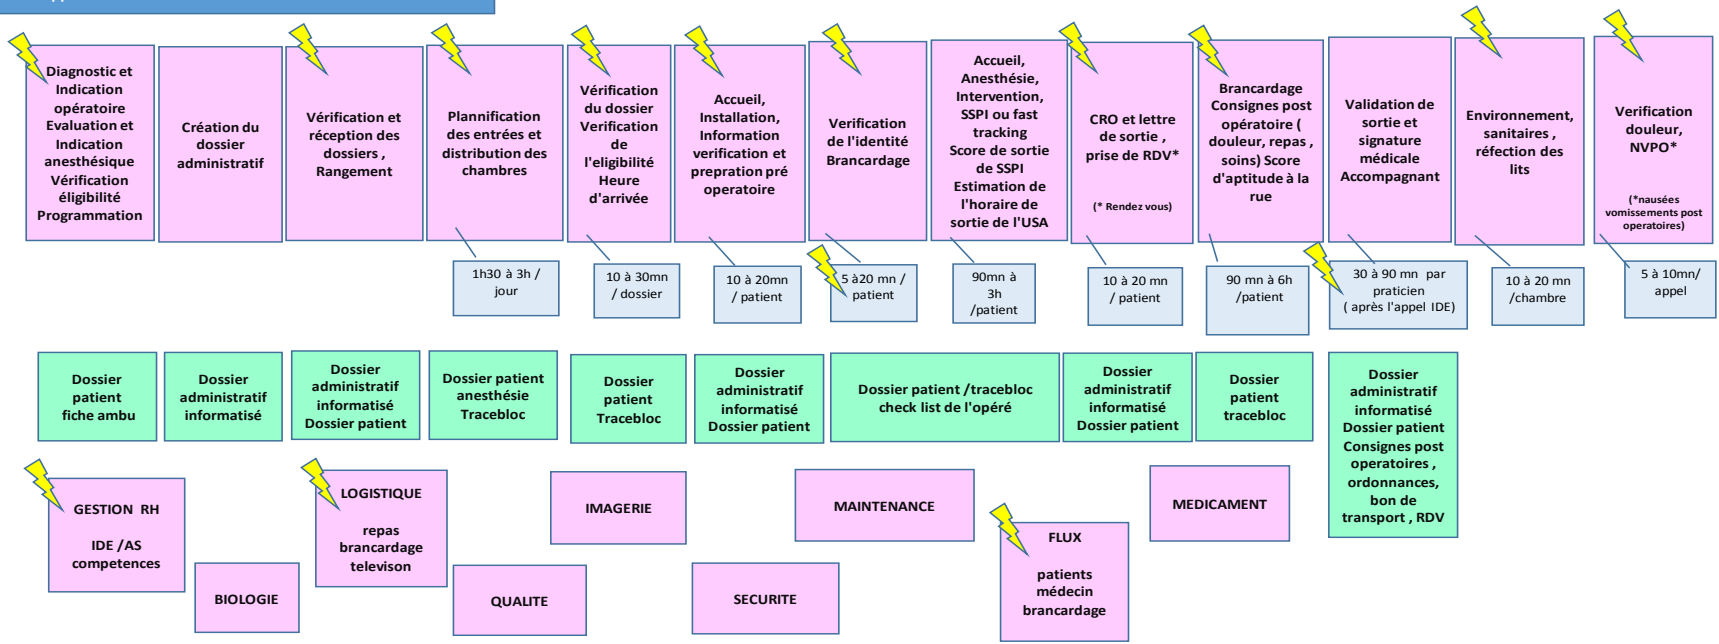 Diagnostic et
Indication
opératoire
Evaluation et
Indication
anesthésique
Vérification
éligibilité
Programmation
Création du
dossier
administratif
Vérification et
réception des
dossiers ,
Rangement
Plannification
des entrées et
distribution des
chambres
Vérification
du dossier
Verification
de
l'eligibilité
Heure
d'arrivée
Accueil,
Installation,
Information
verification et
prepration pré
operatoire
Verification
de l'identité
Brancardage
Accueil,
Anesthésie,
Intervention,
SSPI ou fast
tracking
Score de sortie
de SSPI
Estimation de
l'horaire de
sortie de l'USA
CRO et lettre
de sortie ,
prise de RDV*
(* Rendez vous)
Brancardage
Consignes post
opératoire (
douleur, repas ,
soins) Score
d'aptitude à la
rue
Validation de
sortie et
signature
médicale
Accompagnant
Environnement,
sanitaires ,
réfection des
lits
Verification
douleur,
NVPO*
(*nausées
vomissements post
operatoires)
1h30 à 3h /
jour
10 à 30mn
/ dossier
10 à 20mn
/ patient
5 à20 mn /
patient
90mn à
3h
/patient
10 à 20 mn
/ patient
90 mn à 6h
/patient
30 à 90 mn par
praticien
( après l'appel IDE)
10 à 20 mn
/chambre
5 à 10mn/
appel
Dossier
patient
fiche ambu
Dossier
administratif
informatisé
Dossier
administratif
informatisé
Dossier patient
Dossier patient
anesthésie
Tracebloc
Dossier
patient
Tracebloc
Dossier
administratif
informatisé
Dossier patient
Dossier patient /tracebloc
check list de l'opéré
Dossier
administratif
informatisé
Dossier patient
Dossier
patient
tracebloc
Dossier
administratif
informatisé
Dossier patient
Consignes post
operatoires ,
ordonnances,
bon de
transport , RDV
GESTION RH
IDE /AS
competences
BIOLOGIE
LOGISTIQUE
repas
brancardage
televison
QUALITE
IMAGERIE
SECURITE
MAINTENANCE
FLUX
patients
médecin
brancardage
MEDICAMENT